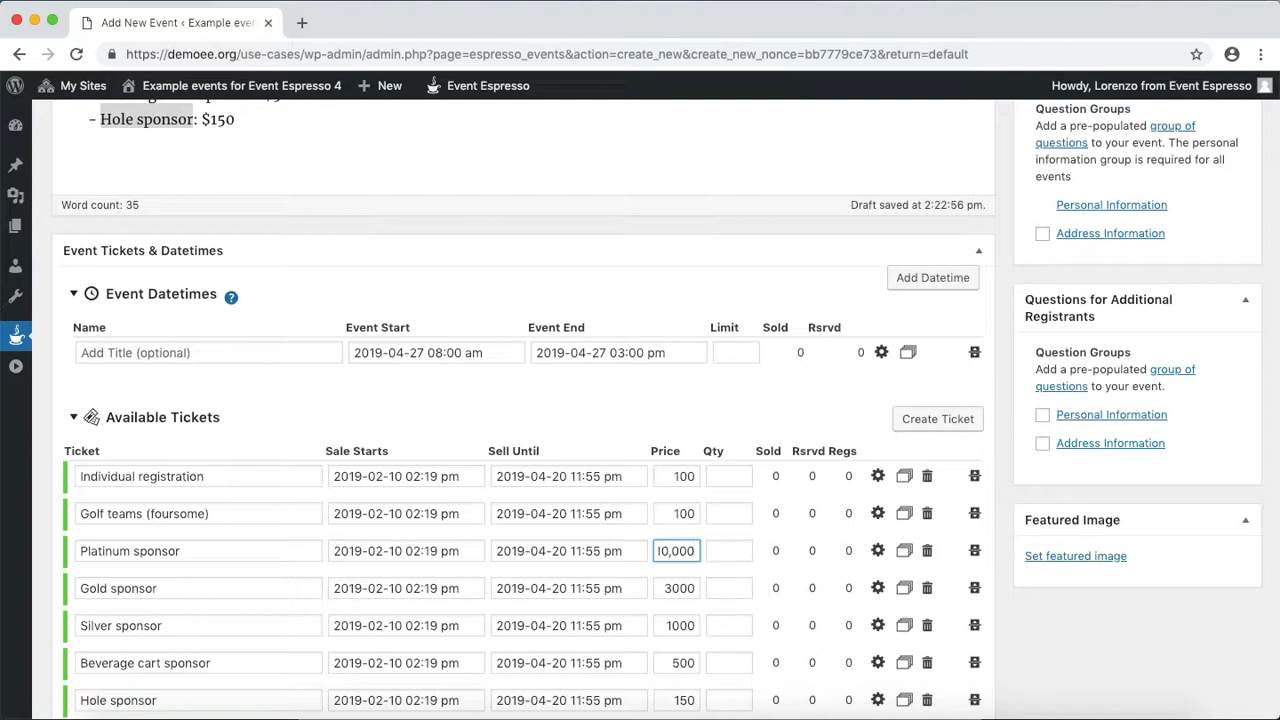 Add New Event ‹ Example even
https://demoee.org/use-cases/wp-admin/admin.php?page=espresso_events&action=create_new&create_new_nonce=bb7779ce73&return=default
My Sites Example events for Event Espresso 4 New Event Espresso Howdy, Lorenzo from Event Espresso
- Hole sponsor: $150
Word count: 35 Draft saved at 2:22:56 pm.
Event Tickets & Datetimes
Add Datetime
Event Datetimes ?
Name Event Start Event End Limit Sold Rsrvd
Add Title (optional) 2019-04-27 08:00 am 2019-04-27 03:00 pm 0 0
Available Tickets Create Ticket
Ticket Sale Starts Sell Until Price Qty Sold Rsrvd Regs
Individual registration 2019-02-10 02:19 pm 2019-04-20 11:55 pm 100 0 0 0
Golf teams (foursome) 2019-02-10 02:19 pm 2019-04-20 11:55 pm 100 0 0 0
Platinum sponsor 2019-02-10 02:19 pm 2019-04-20 11:55 pm 0,000 0 0 0
Gold sponsor 2019-02-10 02:19 pm 2019-04-20 11:55 pm 3000 0 0 0
Silver sponsor 2019-02-10 02:19 pm 2019-04-20 11:55 pm 1000 0 0 0
Beverage cart sponsor 2019-02-10 02:19 pm 2019-04-20 11:55 pm 500 0 0 0
Hole sponsor 2019-02-10 02:19 pm 2019-04-20 11:55 pm 150 0 0 0
Question Groups
Add a pre-populated group of
questions to your event. The personal
information group is required for all
events
Personal Information
Address Information
Questions for Additional
Registrants
Question Groups
Add a pre-populated group of
questions to your event.
Personal Information
Address Information
Featured Image
Set featured image